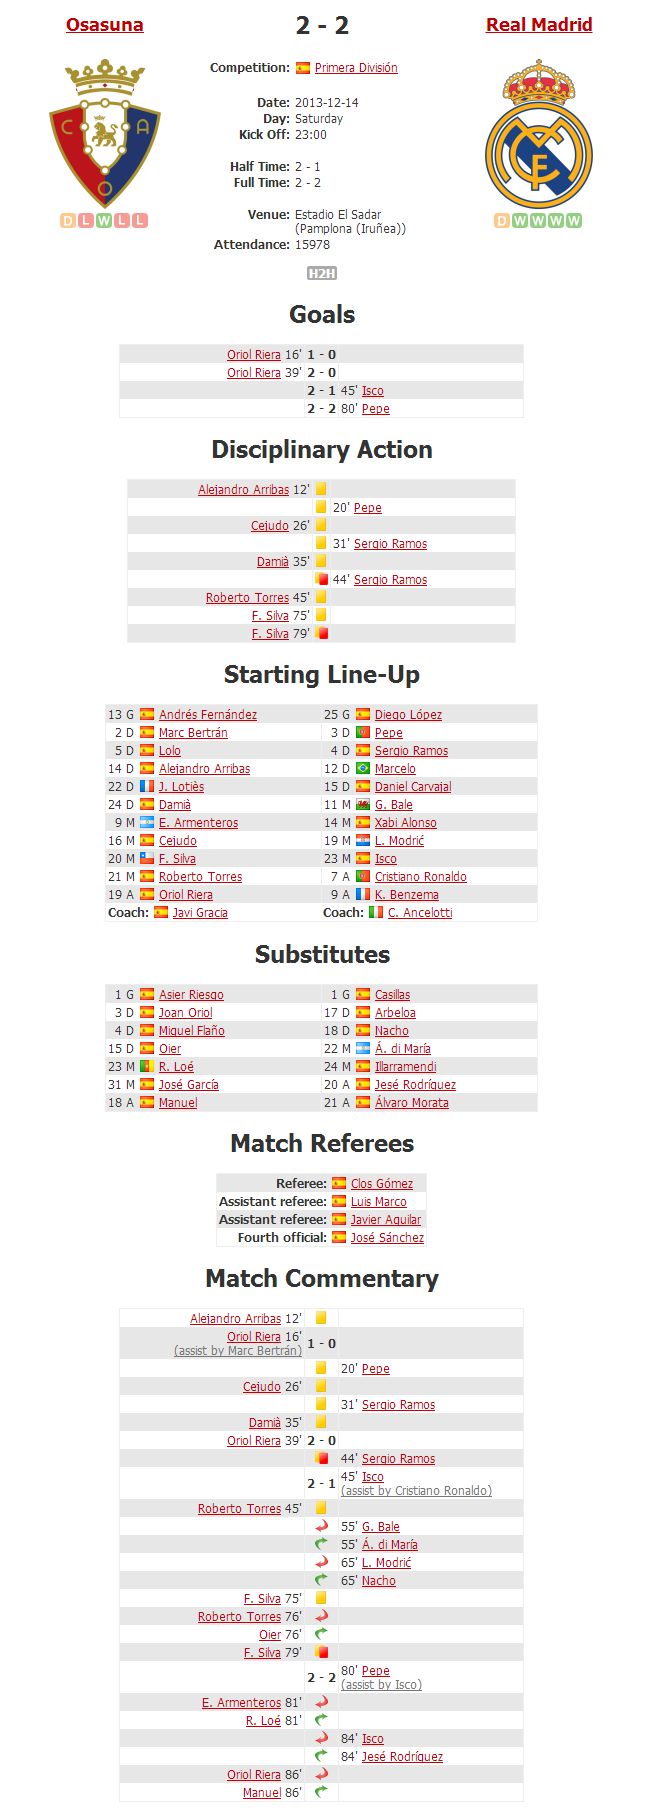 Osasuna 2 - 2 Real Madrid
Competition: Primera División
Date: 2013-12-14
Day: Saturday
Kick Off: 23:00
Half Time: 2 - 1
Full Time: 2 - 2
D L W L L
D W W W W
Venue: Estadio El Sadar
(Pamplona (Iruñea))
Attendance: 15978
H2H
Goals
Oriol Riera 16' 1 - 0
Oriol Riera 39' 2 - 0
2 - 1 45' Isco
2 - 2 80' Pepe
Disciplinary Action
Alejandro Arribas 12'
20' Pepe
Cejudo 26'
31' Sergio Ramos
Damià 35'
44' Sergio Ramos
Roberto Torres 45'
F. Silva 75'
F. Silva 79'
Starting Line-Up
13 G Andrés Fernández 25 G Diego López
2 D Marc Bertrán 3 D Pepe
5 D Lolo 4 D Sergio Ramos
14 D Alejandro Arribas 12 D Marcelo
22 D J. Lotiès 15 D Daniel Carvajal
24 D Damià 11 M G. Bale
9 M E. Armenteros 14 M Xabi Alonso
16 M Cejudo 19 M L. Modrić
20 M F. Silva 23 M Isco
21 M Roberto Torres 7 A Cristiano Ronaldo
19 A Oriol Riera 9 A K. Benzema
Coach: Javi Gracia Coach: C. Ancelotti
Substitutes
1 G Asier Riesgo 1 G Casillas
3 D Joan Oriol 17 D Arbeloa
4 D Miguel Flaño 18 D Nacho
15 D Oier 22 M Á. di María
23 M R. Loé 24 M Illarramendi
31 M José García 20 A Jesé Rodríguez
18 A Manuel 21 A Álvaro Morata
Match Referees
Referee: Clos Gómez
Assistant referee: Luis Marco
Assistant referee: Javier Aguilar
Fourth official: José Sánchez
Match Commentary
Alejandro Arribas 12'
Oriol Riera 16' 1 - 0
(assist by Marc Bertrán)
20' Pepe
Cejudo 26'
31' Sergio Ramos
Damià 35'
Oriol Riera 39' 2 - 0
44' Sergio Ramos
2 - 1 45' Isco
(assist by Cristiano Ronaldo)
Roberto Torres 45'
55' G. Bale
55' Á. di María
65' L. Modrić
65' Nacho
F. Silva 75'
Roberto Torres 76'
Oier 76'
F. Silva 79'
2 - 2 80' Pepe
(assist by Isco)
E. Armenteros 81'
R. Loé 81'
84' Isco
84' Jesé Rodríguez
Oriol Riera 86'
Manuel 86'